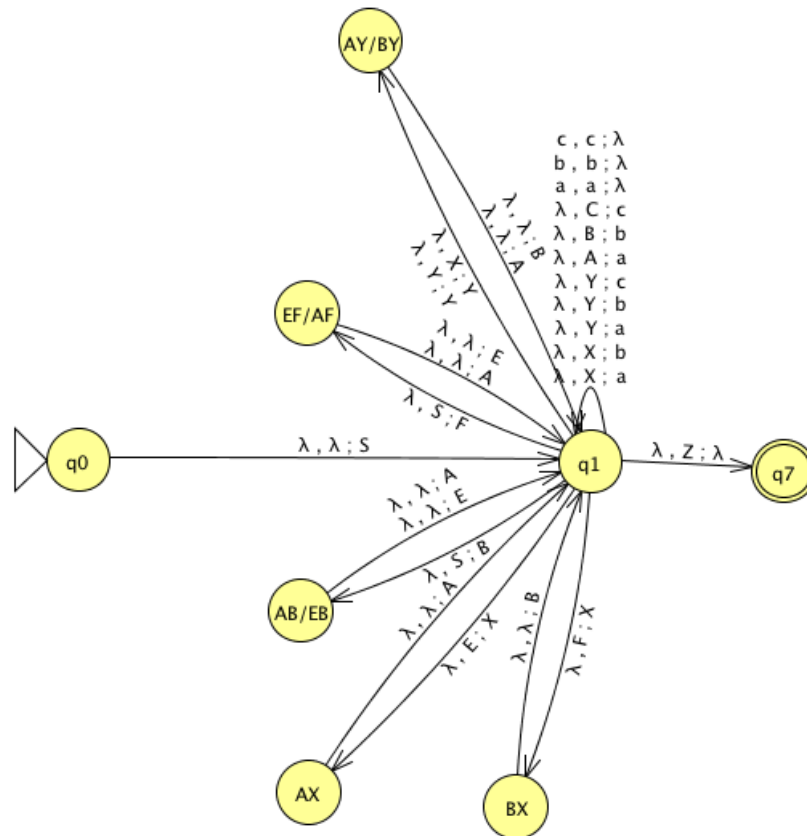 AY/BY
c , c ; λ
b , b ; λ
a , a ; λ
λ , C ; c
λ , B ; b
λ , A ; a
λ , Y ; c
λ , Y ; b
λ , Y ; a
λ , X ; b
λ , X ; a
λ , λ ; B
λ , λ ; A
λ , X ; Y
λ , Y ; Y
EF/AF
λ , λ ; E
λ , λ ; A
λ , S ; F
q0
λ , λ ; S
q1
λ , Z ; λ
q7
λ , λ ; A
λ , λ ; E
λ , S ; B
AB/EB
λ , λ ; A
λ , E ; X
λ , λ ; B
λ , F ; X
AX
BX